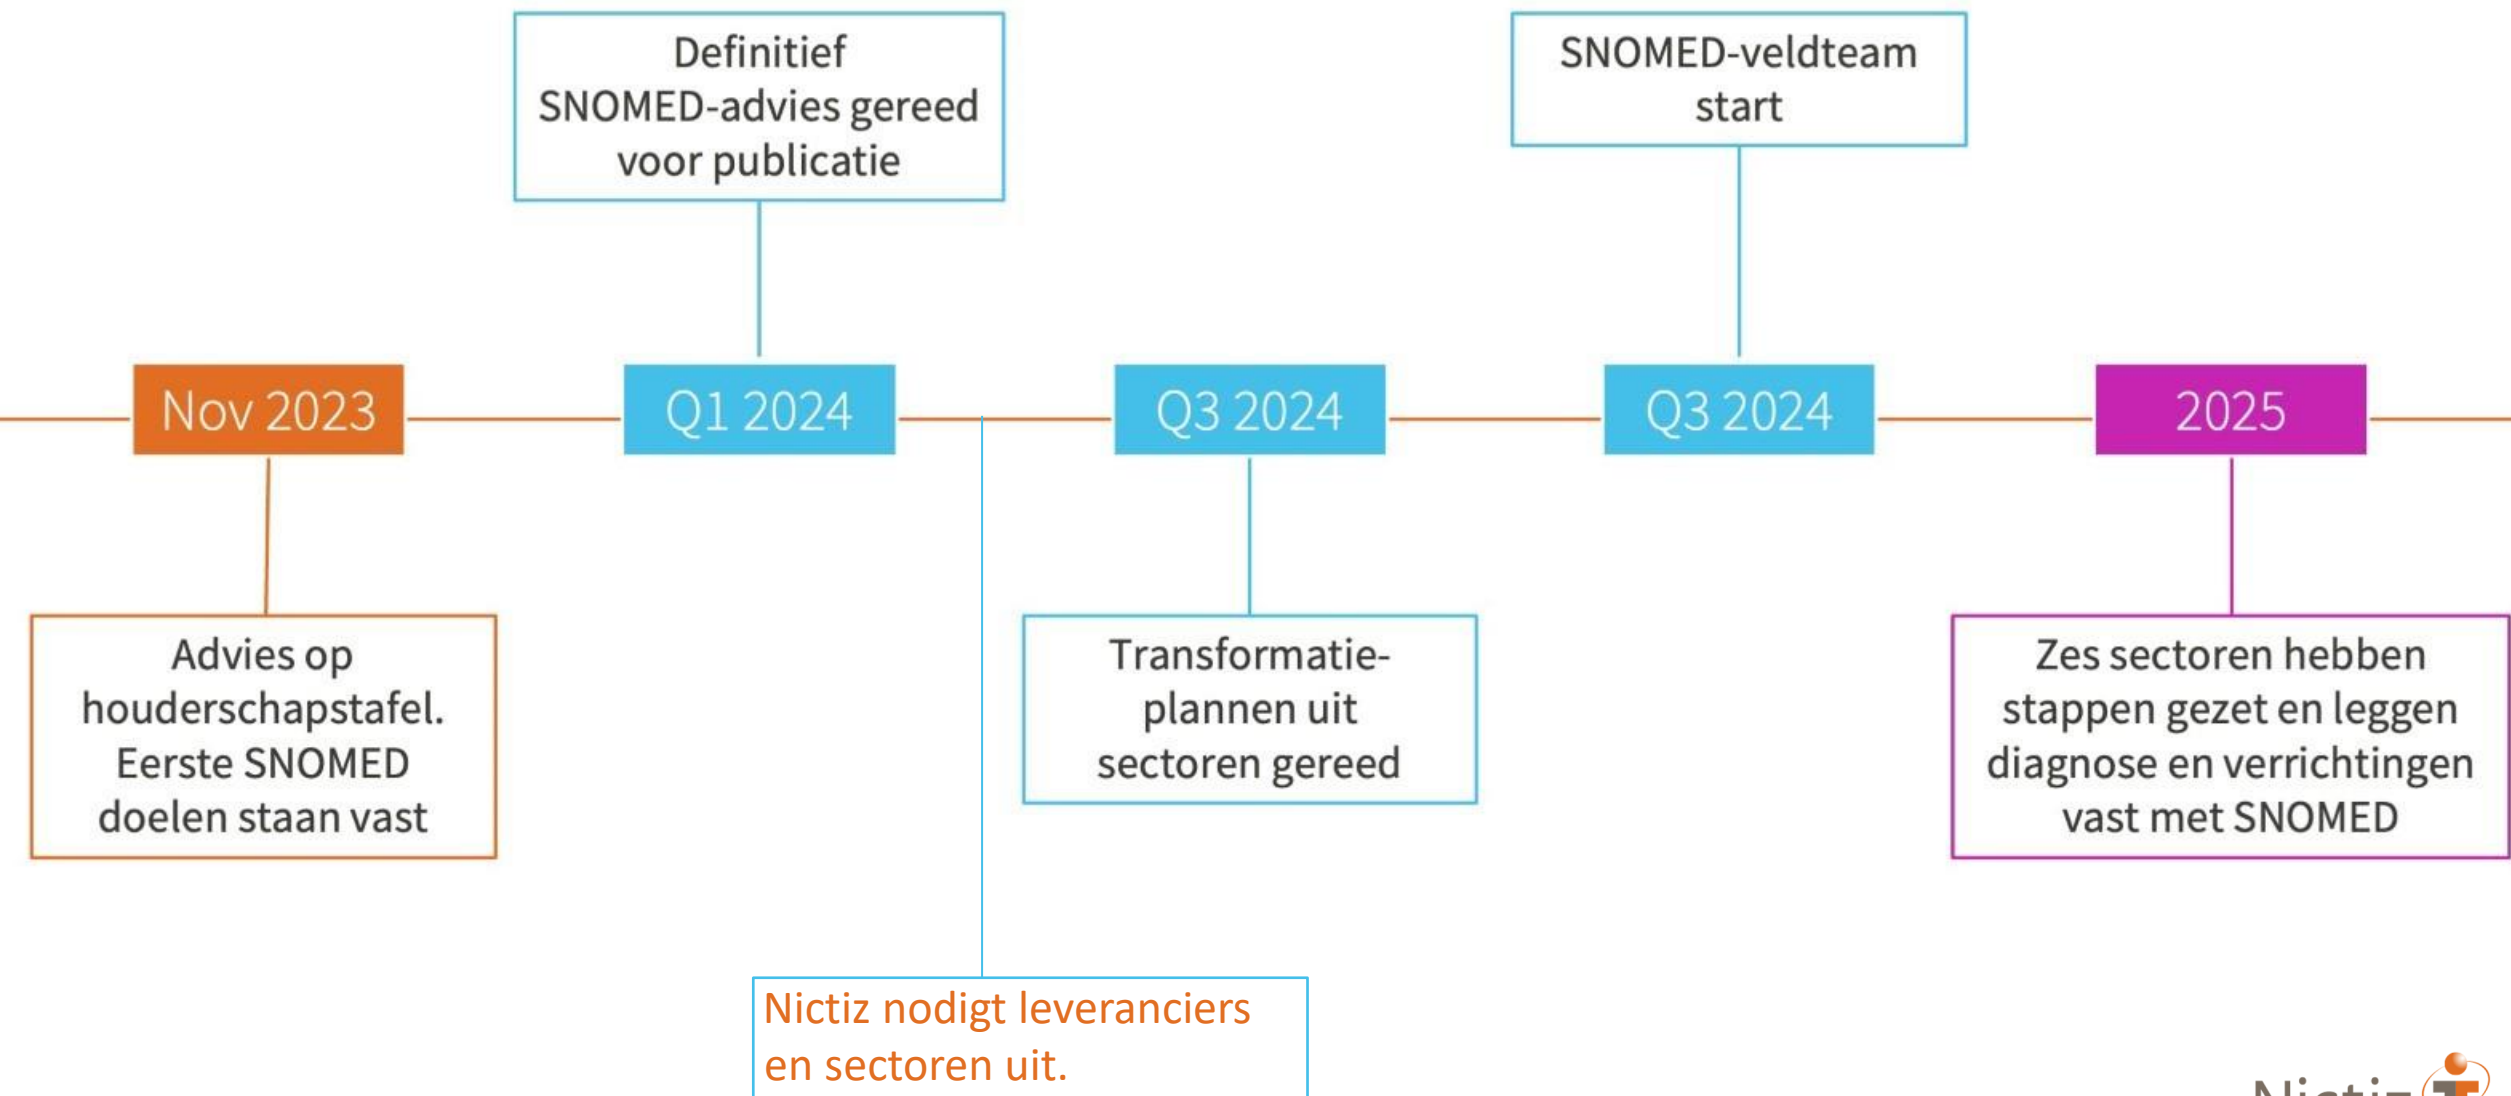 Definitief
SNOMED-advies gereed
voor publicatie
SNOMED-veldteam
start
Nov 2023
Q1 2024
Q3 2024
Q3 2024
2025
Advies op
houderschapstafel.
Eerste SNOMED
doelen staan vast
Transformatie-
plannen uit
sectoren gereed
Zes sectoren hebben
stappen gezet en leggen
diagnose en verrichtingen
vast met SNOMED
Nictiz nodigt leveranciers
en sectoren uit.
Nictiz